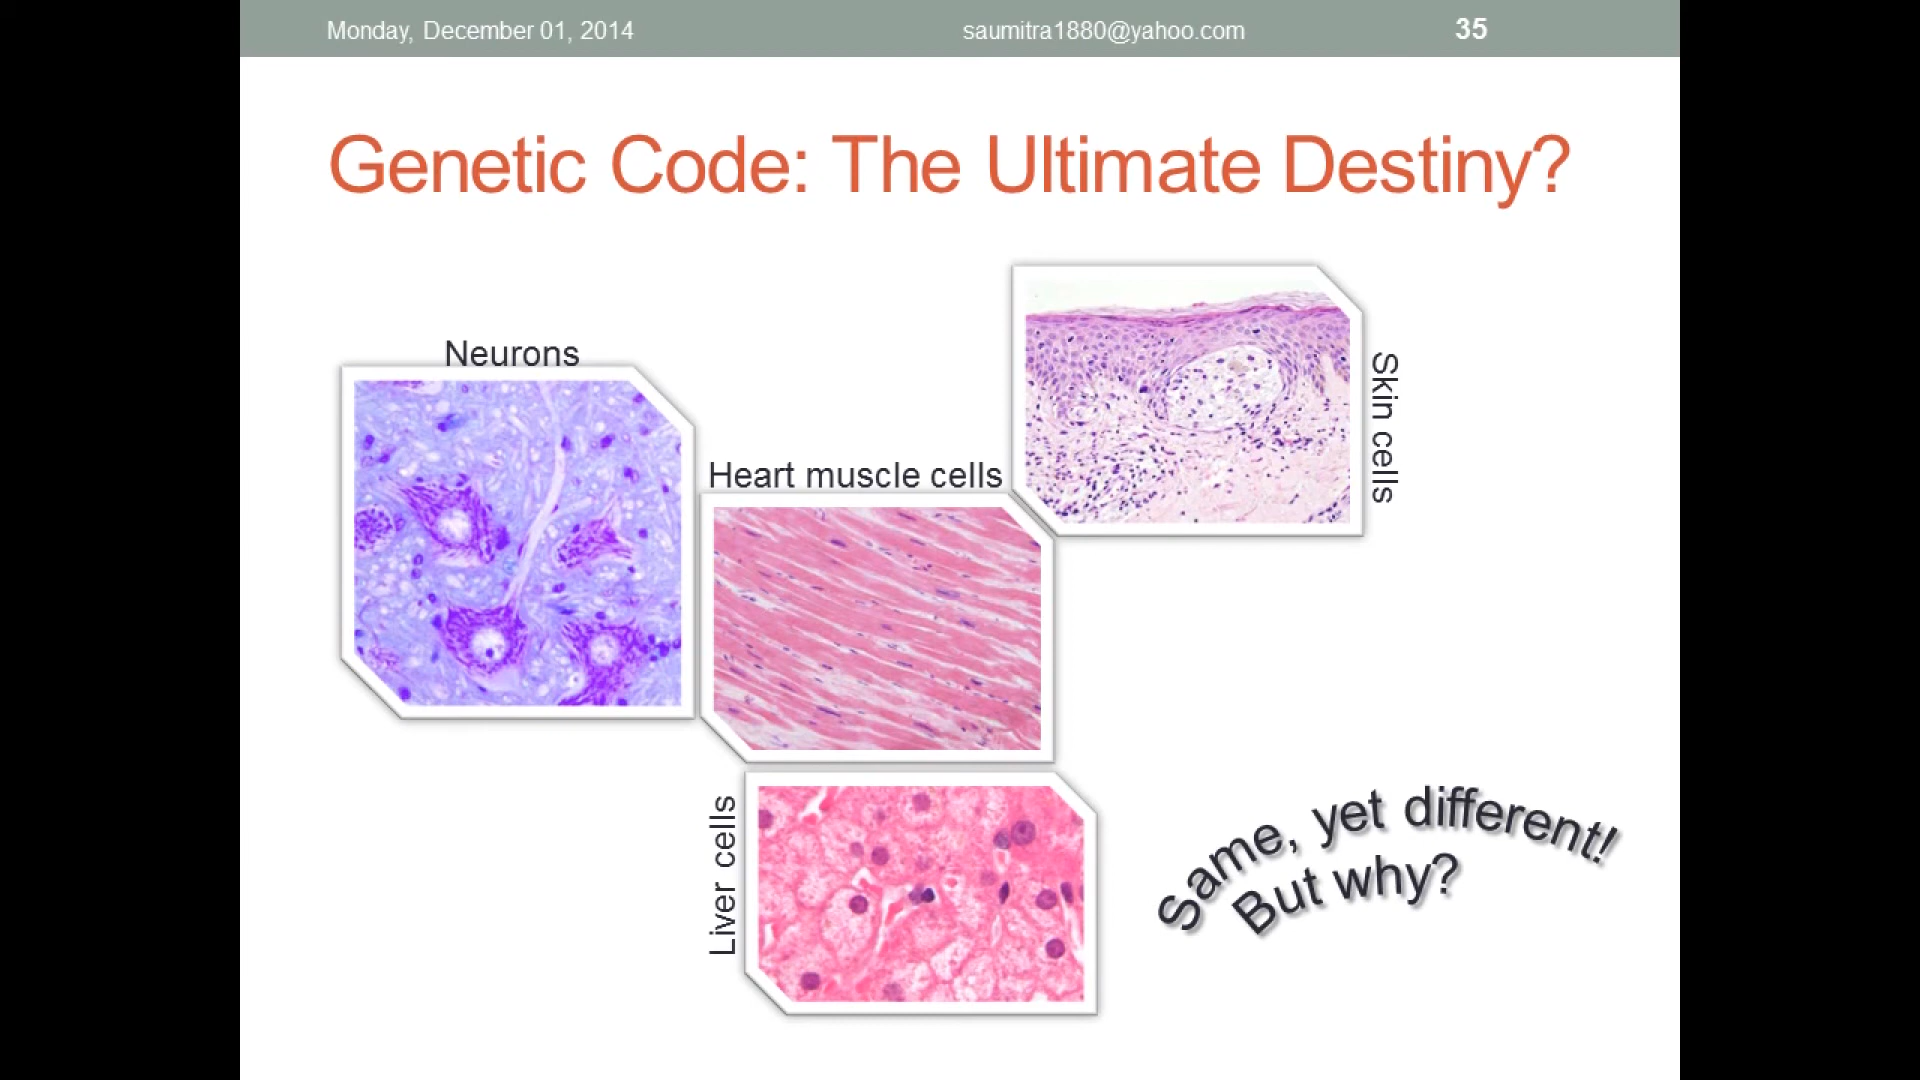 Monday, December 01, 2014
saumitra1880@yahoo.com
35
Genetic Code: The Ultimate Destiny?
Neurons
Heart muscle cells
Skin cells
Liver cells
Same, yet different!
But why?